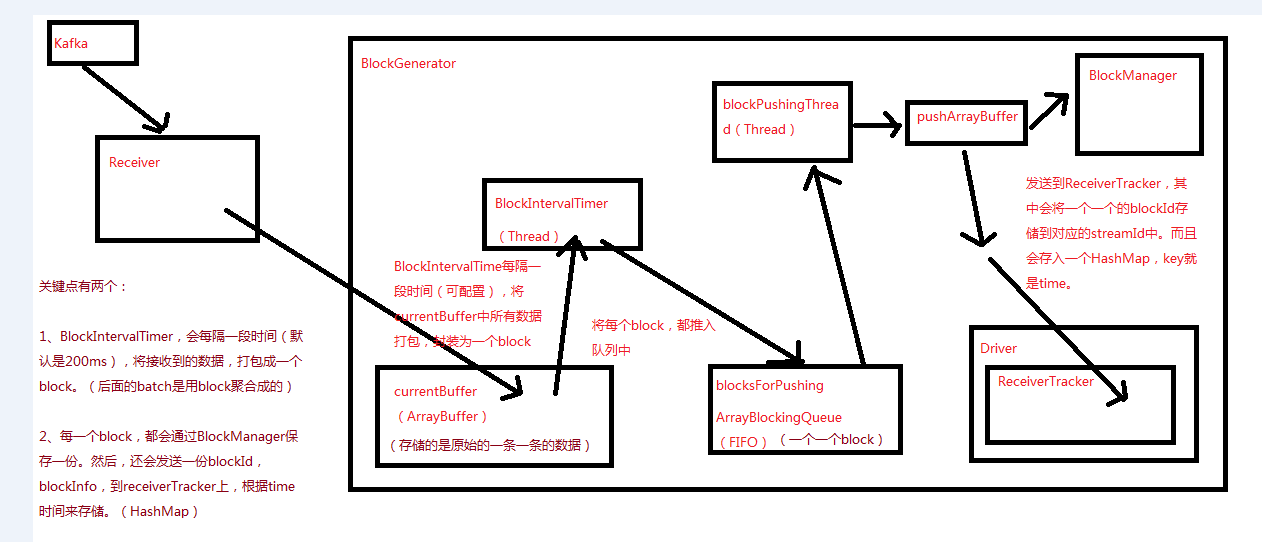 Kafka
Receiver
关键点有两个：
1、BlockIntervalTimer，会每隔一段时间（默
认是200ms），将接收到的数据，打包成一个
block。（后面的batch是用block聚合成的）
2、每一个block，都会通过BlockManager保
存一份。然后，还会发送一份blockId，
blockInfo，到receiverTracker上，根据time
时间来存储。（HashMap）
BlockGenerator
BlockIntervalTimer
（Thread）
BlockIntervalTime每隔一
段时间（可配置），将
currentBuffer中所有数据
打包，封装为一个block
currentBuffer
（ArrayBuffer）
（存储的是原始的一条一条的数据）
将每个block，都推入
队列中
blocksForPushing
ArrayBlockingQueue
（FIFO）（一个一个block）
blockPushingThrea
d（Thread）
pushArrayBuffer
BlockManager
发送到ReceiverTracker，其
中会将一个一个的blockId存
储到对应的streamId中。而且
会存入一个HashMap，key就
是time。
Driver
ReceiverTracker